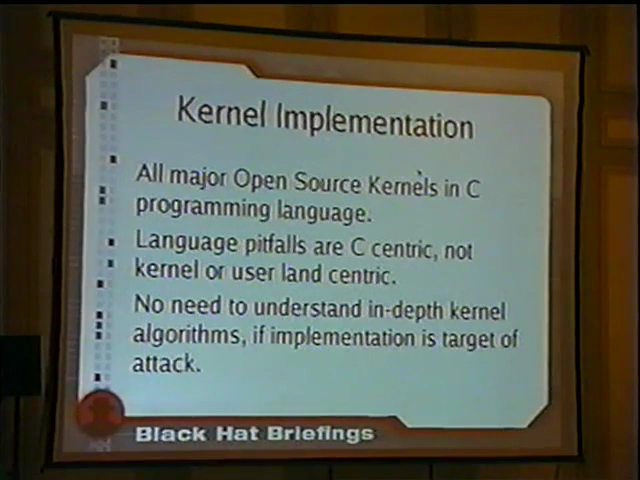 Kernel Implementation
All major Open Source Kernels in C
programming language.
Language pitfalls are C centric, not
kernel or user land centric.
No need to understand in-depth kernel
algorithms, if implementation is target of
attack.
Black Hat Briefings